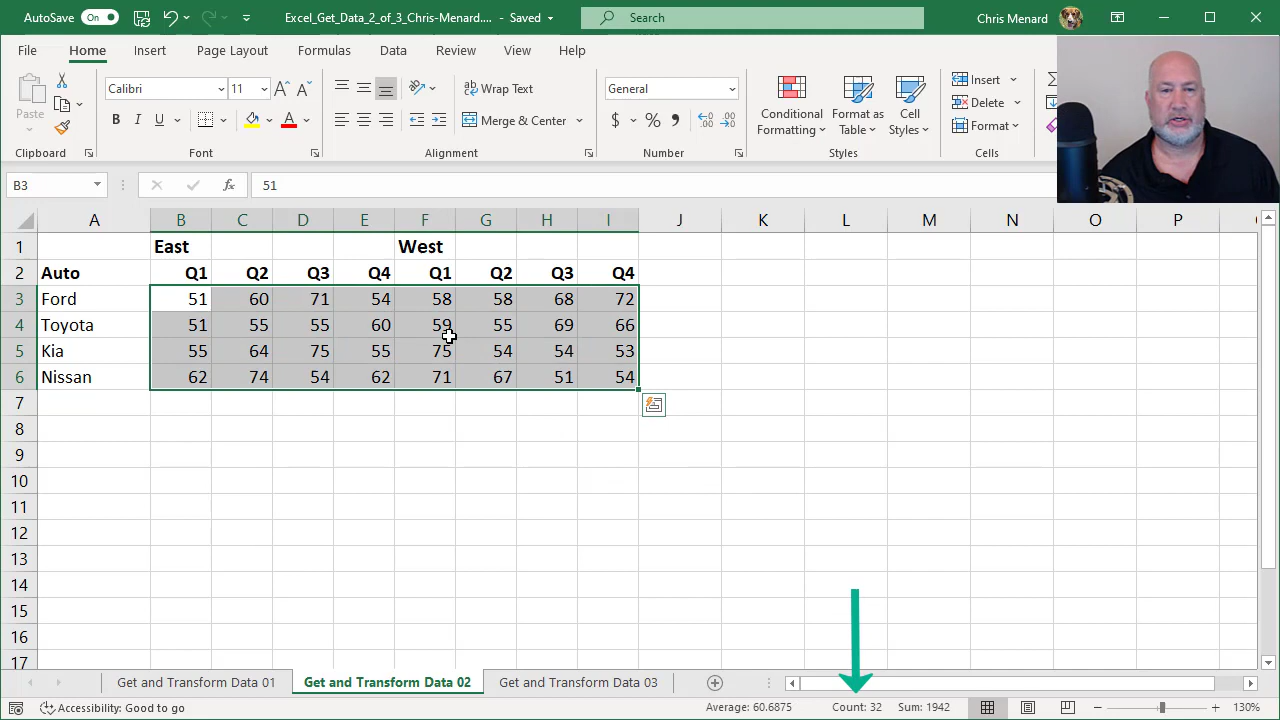 AutoSave On Excel_Get_Data_2_of_3_Chris-Menard.... - Saved Search Chris Menard
File Home Insert Page Layout Formulas Data Review View Help
Paste Calibri 11 A A ab Wrap Text General Conditional Formatting Format as Table Cell Styles Insert
B I U A Merge & Center $ % , Delete
Format
Clipboard Font Alignment Number Styles Cells
B3 fx 51
A B C D E F G H I J K L M N O P
1 East West
2 Auto Q1 Q2 Q3 Q4 Q1 Q2 Q3 Q4
3 Ford 51 60 71 54 58 58 68 72
4 Toyota 51 55 55 60 59 55 69 66
5 Kia 55 64 75 55 75 54 54 53
6 Nissan 62 74 54 62 71 67 51 54
7
8
9
10
11
12
13
14
15
16
17
Get and Transform Data 01 Get and Transform Data 02 Get and Transform Data 03
Accessibility: Good to go Average: 60.6875 Count: 32 Sum: 1942 130%